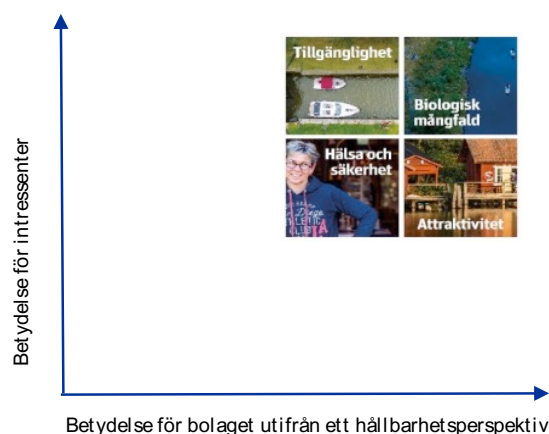 Tillgänglighet
Biologisk
mångfald
Hälsa och
säkerhet
Attraktivitet
Betydelse för intressenter
Betydelse för bolaget utifrån ett hållbarhetsperspektiv